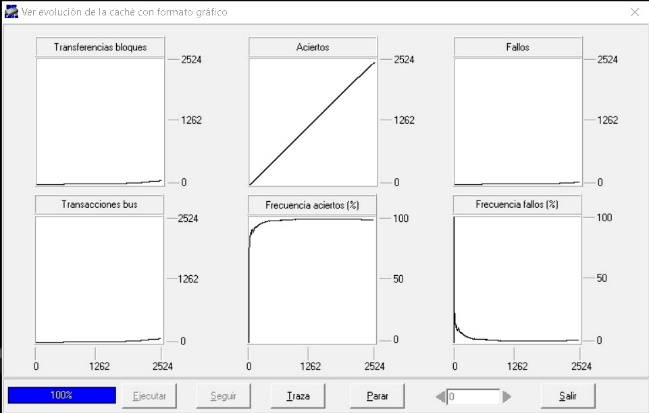 Ver evolución de la caché con formato gráfico
Transferencias bloques
2524
1262
0
Aciertos
2524
1262
0
Fallos
2524
1262
0
Transacciones bus
2524
1262
0
0 1262 2524
Frecuencia aciertos (%)
100
50
0
0 1262 2524
Frecuencia fallos (%)
100
50
0
0 1262 2524
100% Ejecutar Seguir Traza Parar 0 Salir